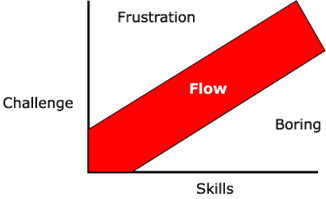 Frustration
Flow
Challenge
Boring
Skills